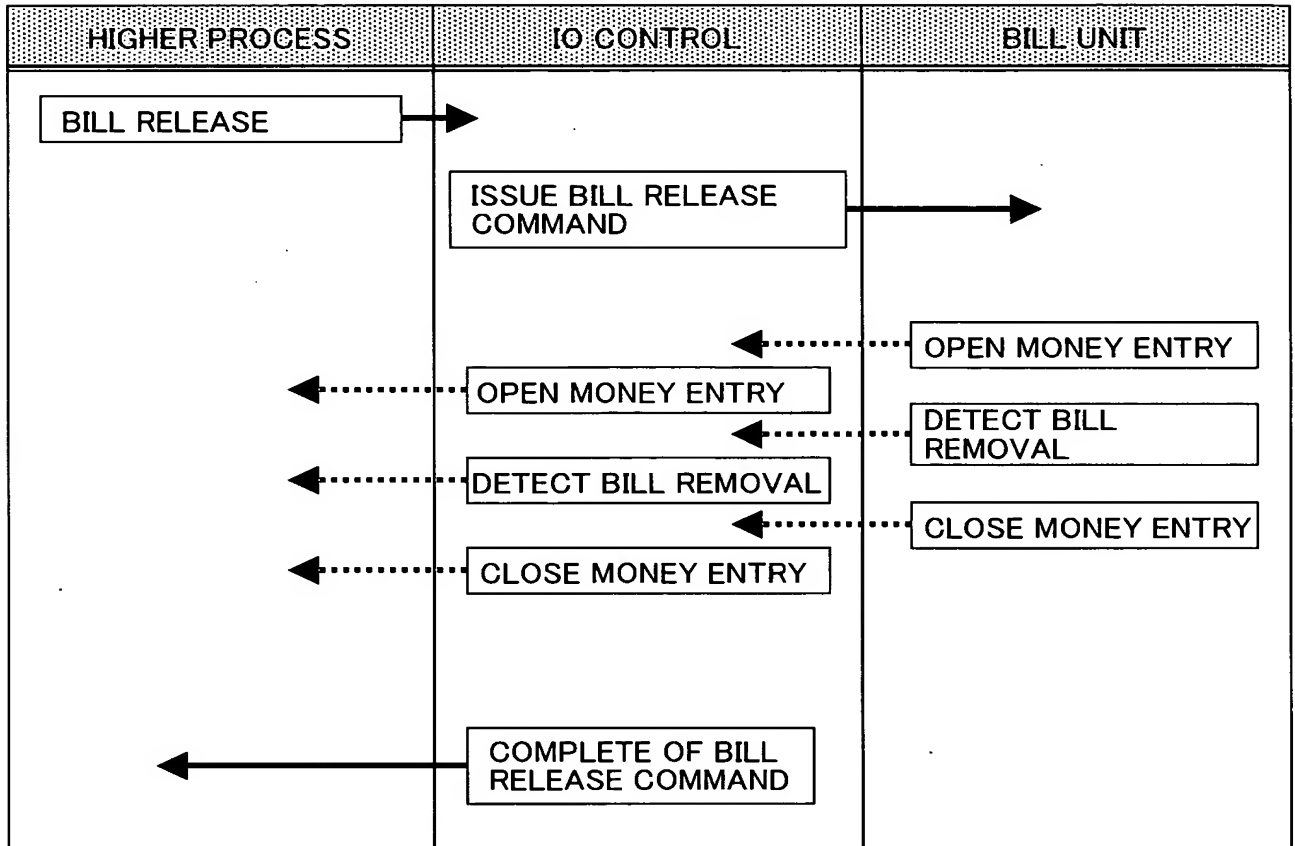 HIGHER PROCESS
IO CONTROL
BILL UNIT
BILL RELEASE
ISSUE BILL RELEASE
COMMAND
OPEN MONEY ENTRY
OPEN MONEY ENTRY
DETECT BILL
REMOVAL
DETECT BILL REMOVAL
CLOSE MONEY ENTRY
CLOSE MONEY ENTRY
COMPLETE OF BILL
RELEASE COMMAND